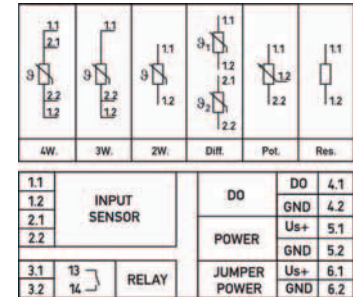 1.1 1.1 1.1 1.1 1.1 1.1
2.1
ϑ ϑ ϑ ϑ₁
1.2
2.1
1.2
2.2 2.2 ϑ₂
1.2 1.2 1.2 2.2 2.2 1.2
4W. 3W. 2W. Diff. Pot. Res.
1.1 INPUT SENSOR DO DO 4.1
1.2 GND 4.2
2.1 POWER Us+ 5.1
2.2 GND 5.2
3.1 13 RELAY JUMPER POWER Us+ 6.1
3.2 14 GND 6.2